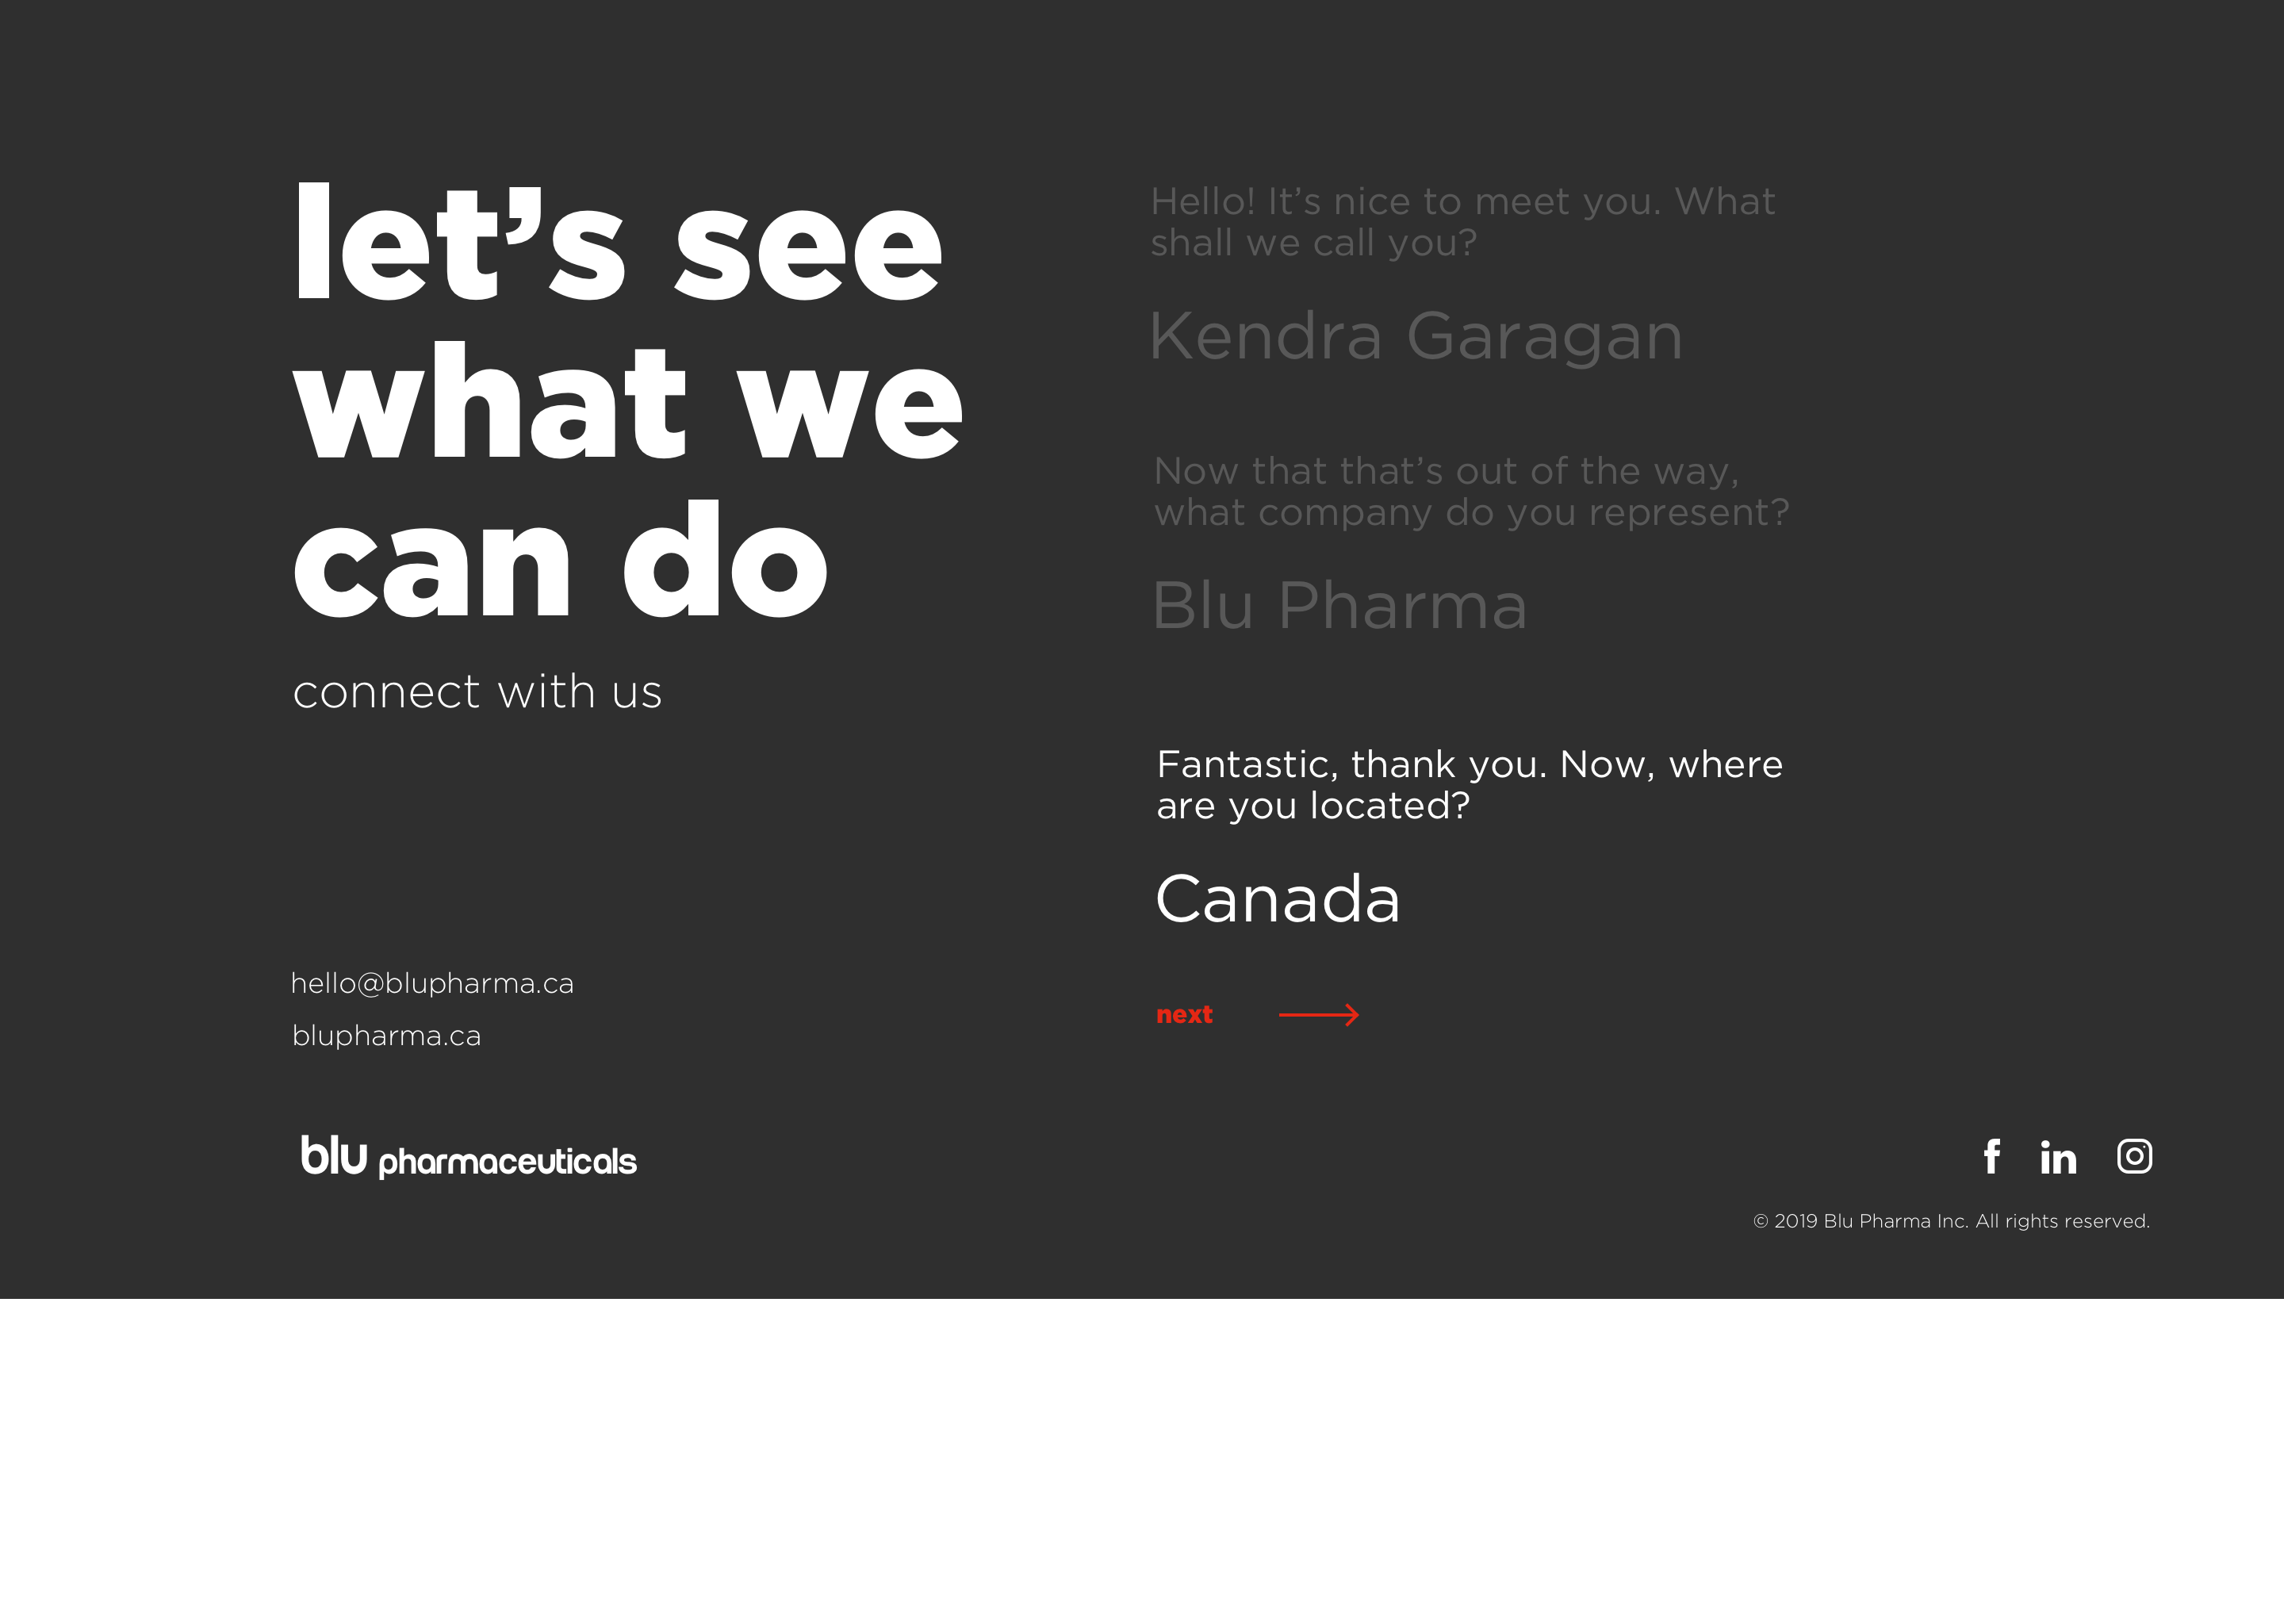 let’s see
what we
can do
connect with us
hello@blupharma.ca
blupharma.ca
blu pharmaceuticals
Hello! It’s nice to meet you. What
shall we call you?
Kendra Garagan
Now that that’s out of the way,
what company do you represent?
Blu Pharma
Fantastic, thank you. Now, where
are you located?
Canada
next
f in
© 2019 Blu Pharma Inc. All rights reserved.